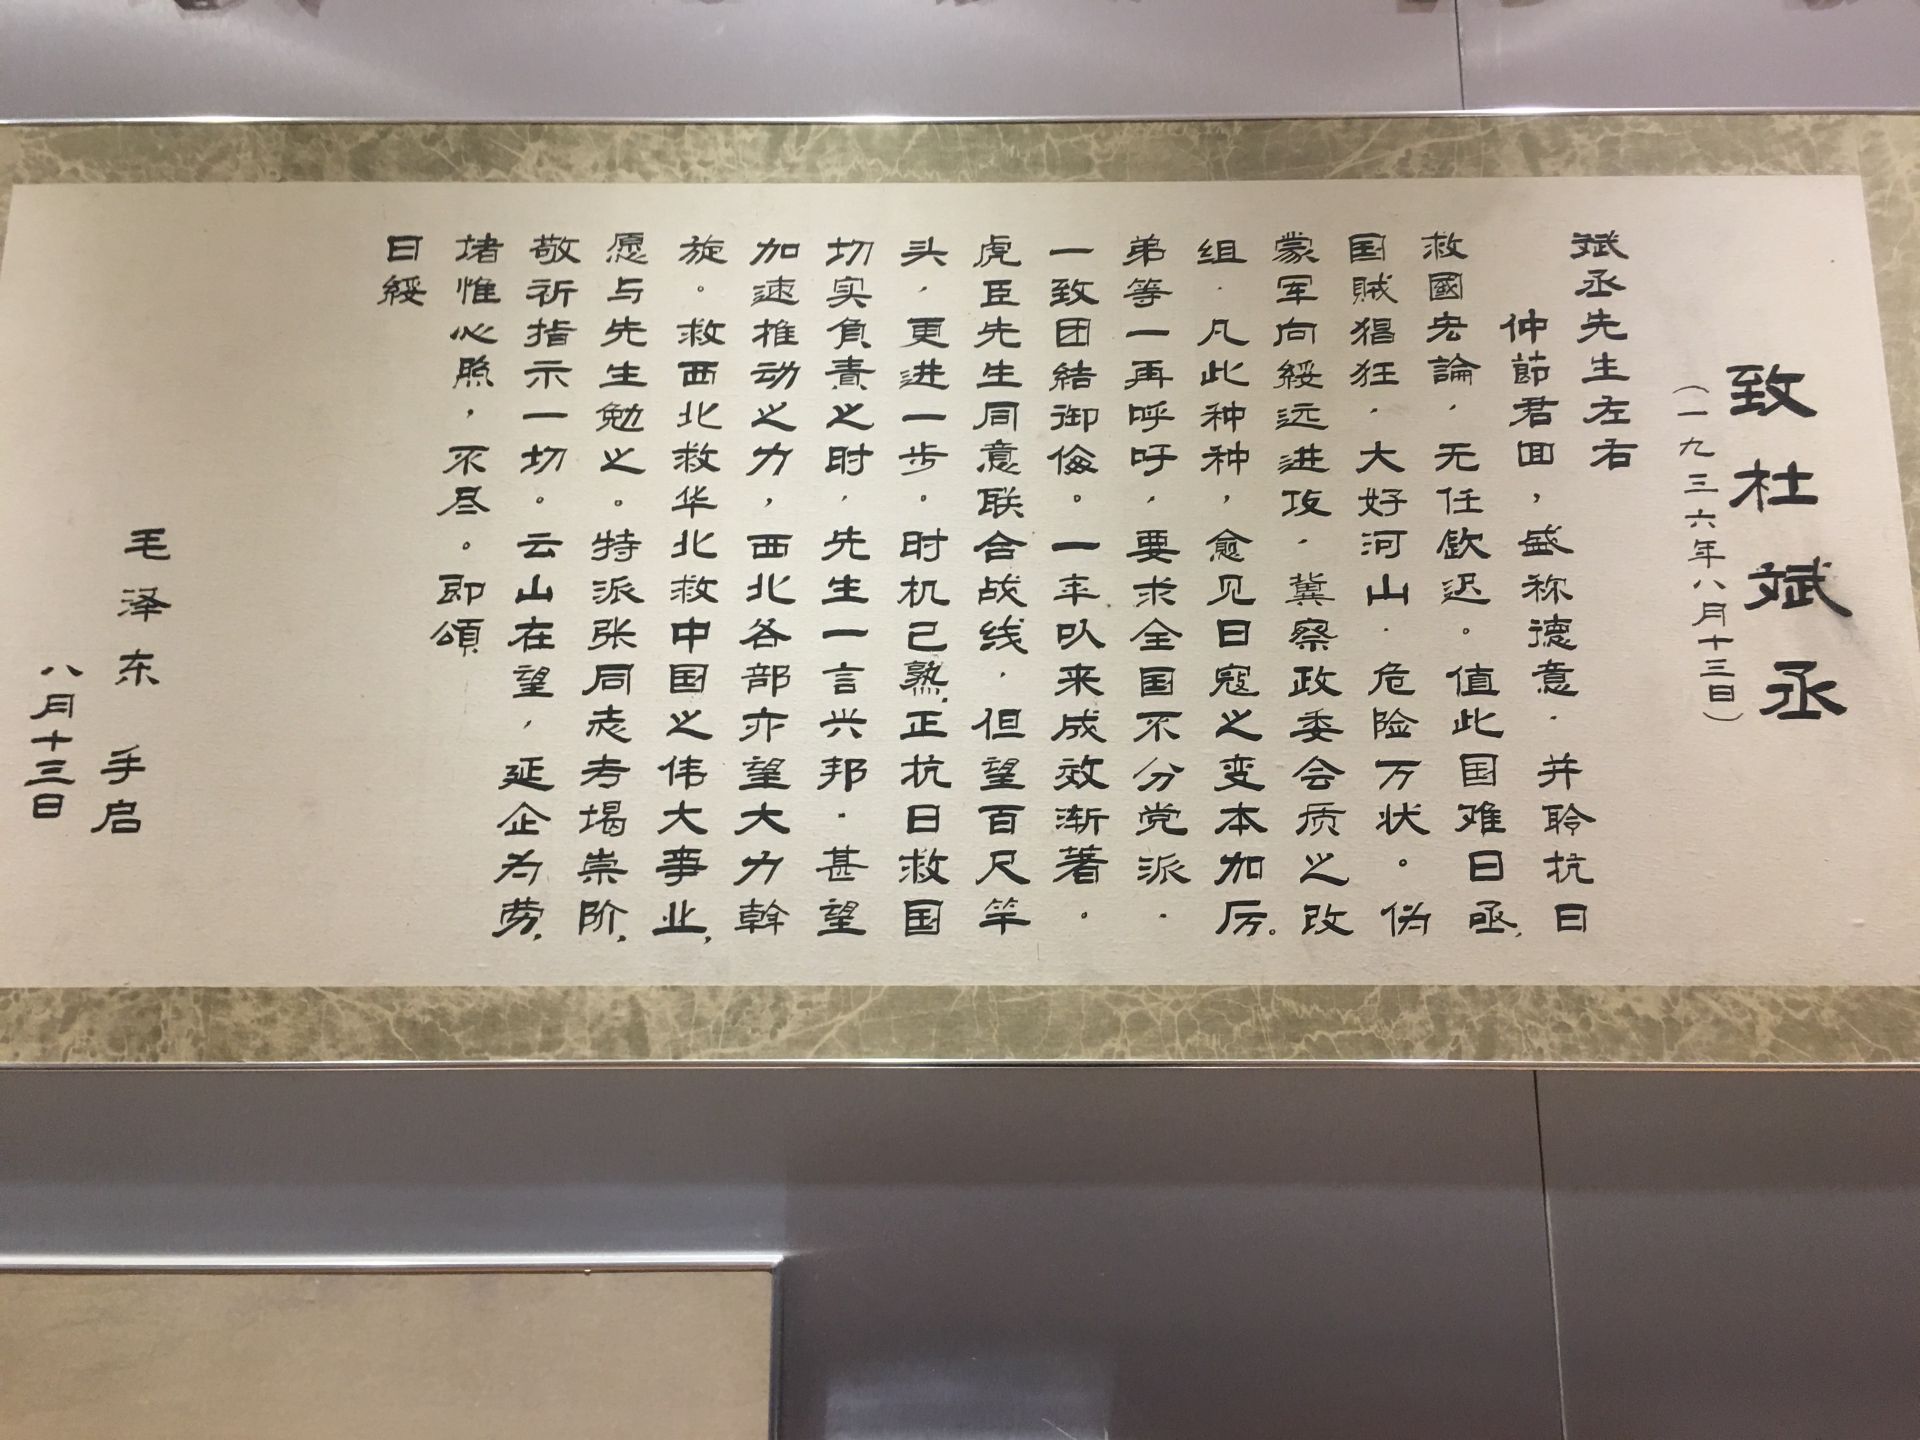 致杜斌丞
（一九三六年八月十三日）
斌丞先生左右
仲節君回，盛称德意．并聆抗日
救國宏論．无任欽迟。值此国难日亟，
国贼猖狂．大好河山．危险万状。伪
蒙军向綏远进攻．冀察政委会质之改
组．凡此种种，愈见日寇之变本加厉。
弟等一再呼吁，要求全国不分党派．
一致团結御侮。一年以来成效渐著。
虎臣先生同意联合战线．但望百尺竿
头．更进一步。时机已熟，正抗日救国
切实負責之时．先生一言兴邦．甚望
加速推动之力，西北各部亦望大力斡
旋。救西北救华北救中国之伟大事业，
愿与先生勉之。特派张同志考堨崇阶，
敬祈指示一切。云山在望，延企为劳，
堵惟心照，不尽。即頌
日綏
毛泽东 手启
八月十三日